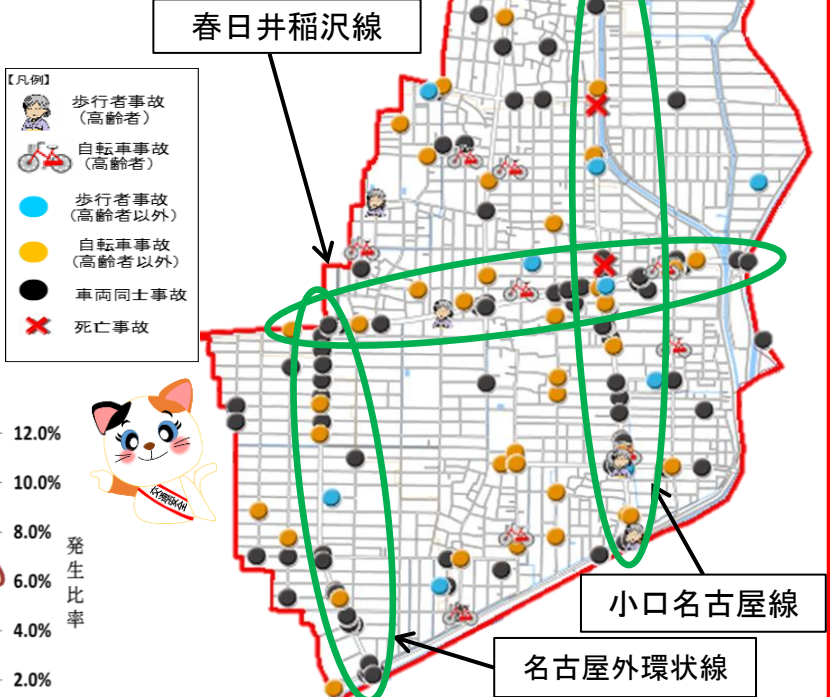 春日井稲沢線
【凡例】
歩行者事故
(高齢者)
自転車事故
(高齢者)
歩行者事故
(高齢者以外)
自転車事故
(高齢者以外)
車両同士事故
死亡事故
12.0%
10.0%
8.0%
6.0%
4.0%
2.0%
発生比率
交通安全
小口名古屋線
名古屋外環状線